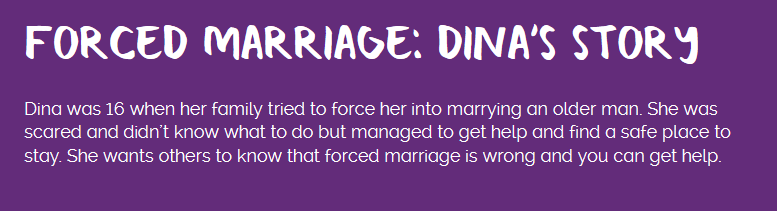 FORCED MARRIAGE: DINA'S STORY
Dina was 16 when her family tried to force her into marrying an older man. She was
scared and didn't know what to do but managed to get help and find a safe place to
stay. She wants others to know that forced marriage is wrong and you can get help.